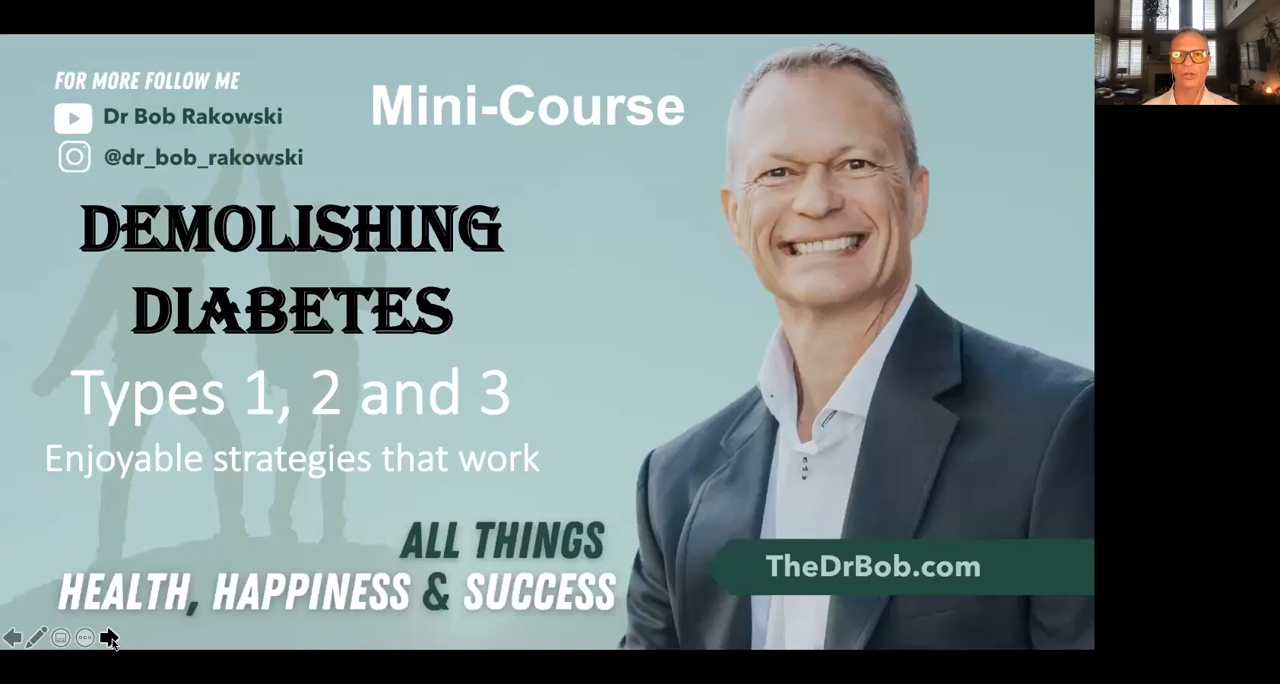 FOR MORE FOLLOW ME
Dr Bob Rakowski
@dr_bob_rakowski
Mini-Course
DEMOLISHING
DIABETES
Types 1, 2 and 3
Enjoyable strategies that work
ALL THINGS
HEALTH, HAPPINESS & SUCCESS
TheDrBob.com